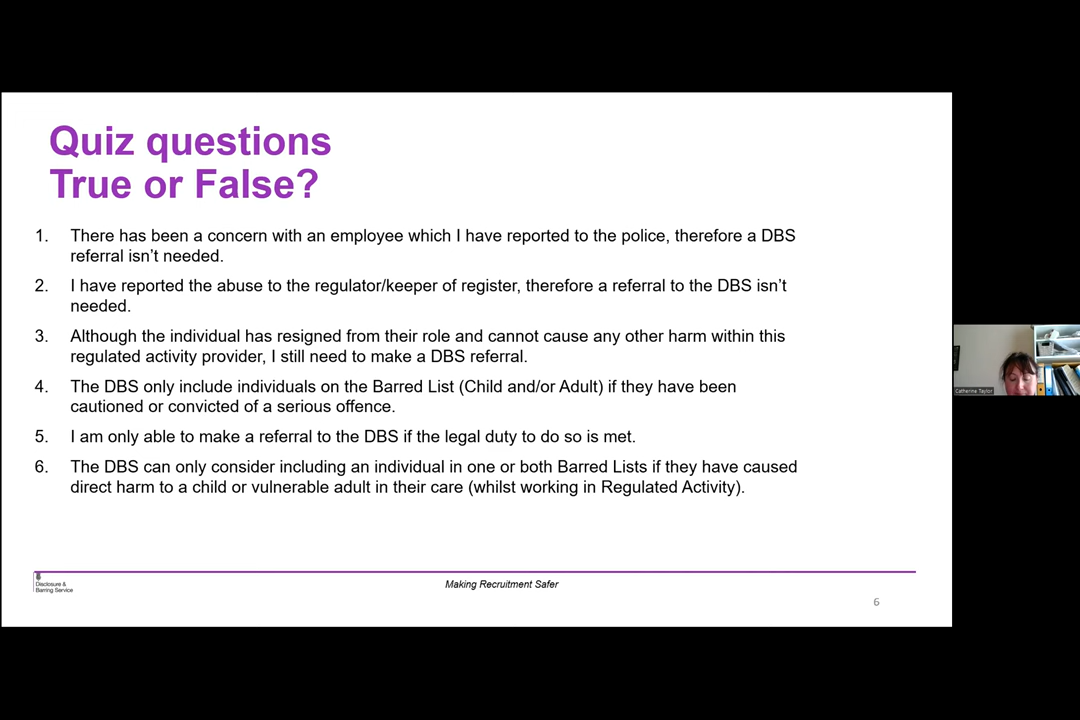 Quiz questions
True or False?
1. There has been a concern with an employee which I have reported to the police, therefore a DBS
referral isn’t needed.
2. I have reported the abuse to the regulator/keeper of register, therefore a referral to the DBS isn’t
needed.
3. Although the individual has resigned from their role and cannot cause any other harm within this
regulated activity provider, I still need to make a DBS referral.
4. The DBS only include individuals on the Barred List (Child and/or Adult) if they have been
cautioned or convicted of a serious offence.
5. I am only able to make a referral to the DBS if the legal duty to do so is met.
6. The DBS can only consider including an individual in one or both Barred Lists if they have caused
direct harm to a child or vulnerable adult in their care (whilst working in Regulated Activity).
Disclosure &
Barring Service
Making Recruitment Safer
6
Catherine Taylor